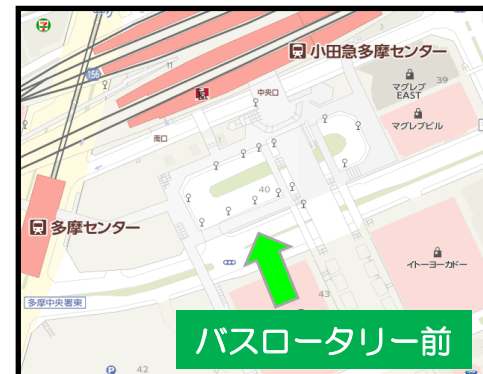 小田急多摩センター
156
11
中央口
39
マグレブ
EAST
マグレブビル
南口
40
多摩センター
イトーヨーカドー
多摩中央署東
43
バスロータリー前
P
42